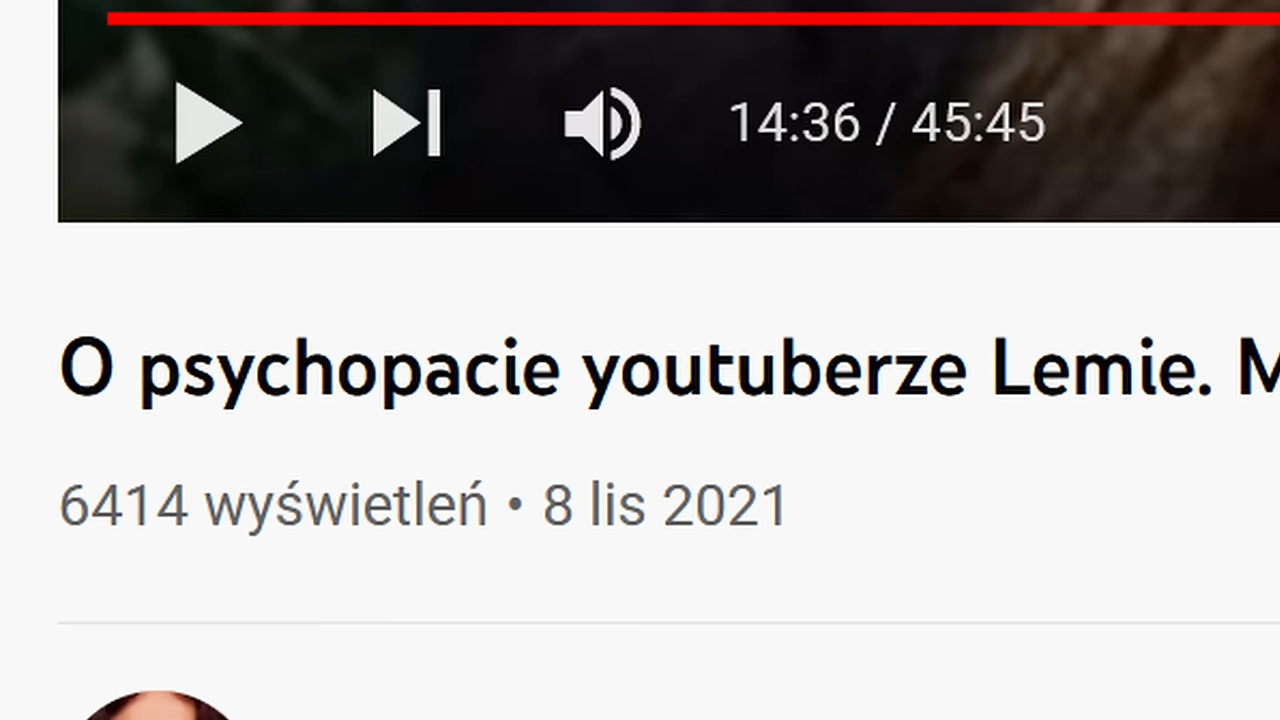 14:36 / 45:45
O psychopacie youtuberze Lemie. M
6414 wyświetleń • 8 lis 2021